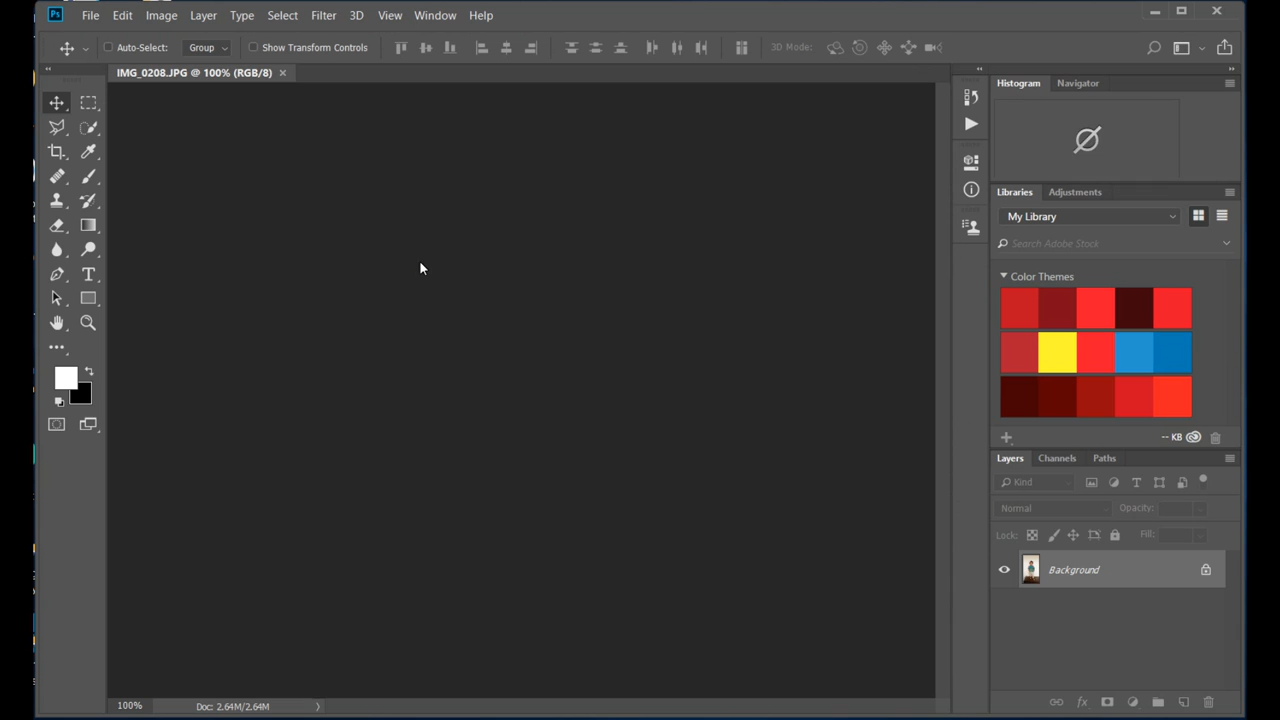 Ps File Edit Image Layer Type Select Filter 3D View Window Help
Auto-Select: Group Show Transform Controls 3D Mode:
IMG_0208.JPG @ 100% (RGB/8)
Histogram Navigator
Libraries Adjustments
My Library
Search Adobe Stock
Color Themes
-- KB
Layers Channels Paths
Kind
Normal Opacity:
Lock: Fill:
Background
fx
100% Doc: 2.64M/2.64M